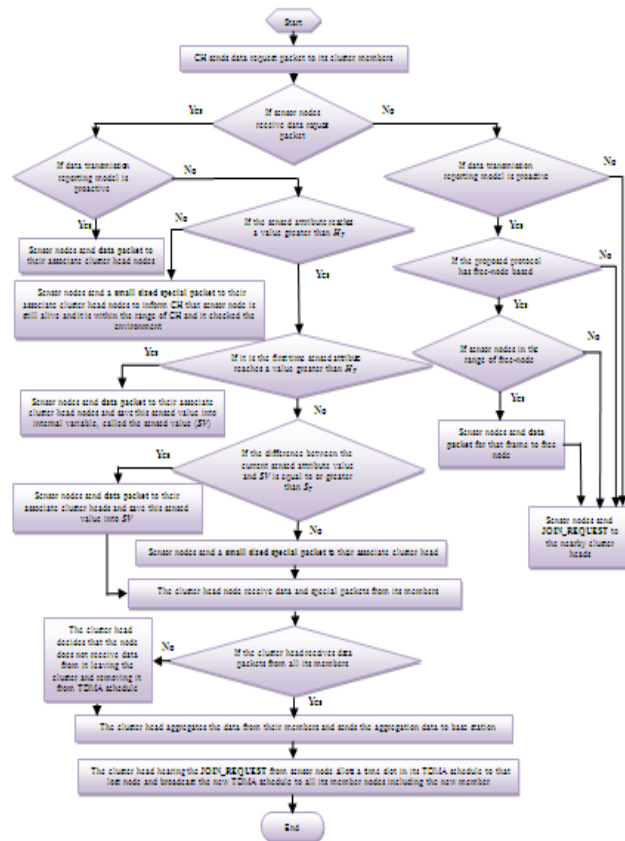 Start
CH sends data request packet to its cluster members
Yes
If sensor nodes
receive data request
packet
No
If data transmission
reporting model is
proactive
No
Yes
Sensor nodes send data packet to
their associate cluster head nodes
If data transmission
reporting model is proactive
No
Yes
No
If the sensed attribute reaches
a value greater than H_T
Yes
Sensor nodes send a small sized special packet to their
associate cluster head nodes to inform CH that sensor node is
still alive and it is within the range of CH and it checked the
environment
If the proposed protocol
has free-node based
No
Yes
Yes
If it is the first time sensed attribute
reaches a value greater than H_T
No
If sensor nodes in the
range of free-node
No
Yes
Sensor nodes send data packet to their associate
cluster head nodes and save this sensed value into
internal variable, called the sensed value (SV)
Sensor nodes send data
packet for that frame to free
node
Yes
If the difference between the
current sensed attribute value
and SV is equal to or greater
than S_T
No
Sensor nodes send data packet to their
associate cluster heads and save this sensed
value into SV
Sensor nodes send
JOIN_REQUEST to
the nearby cluster
heads
Sensor nodes send a small sized special packet to their associate cluster head
The cluster head node receive data and special packets from its members
The cluster head
decides that the node
does not receive data
from it leaving the
cluster and removing it
from TDMA schedule
No
If the cluster head receives data
packets from all its members
Yes
The cluster head aggregates the data from their members and sends the aggregation data to base station
The cluster head hearing the JOIN_REQUEST from sensor node allots a time slot in its TDMA schedule to that
lost node and broadcast the new TDMA schedule to all its member nodes including the new member
End